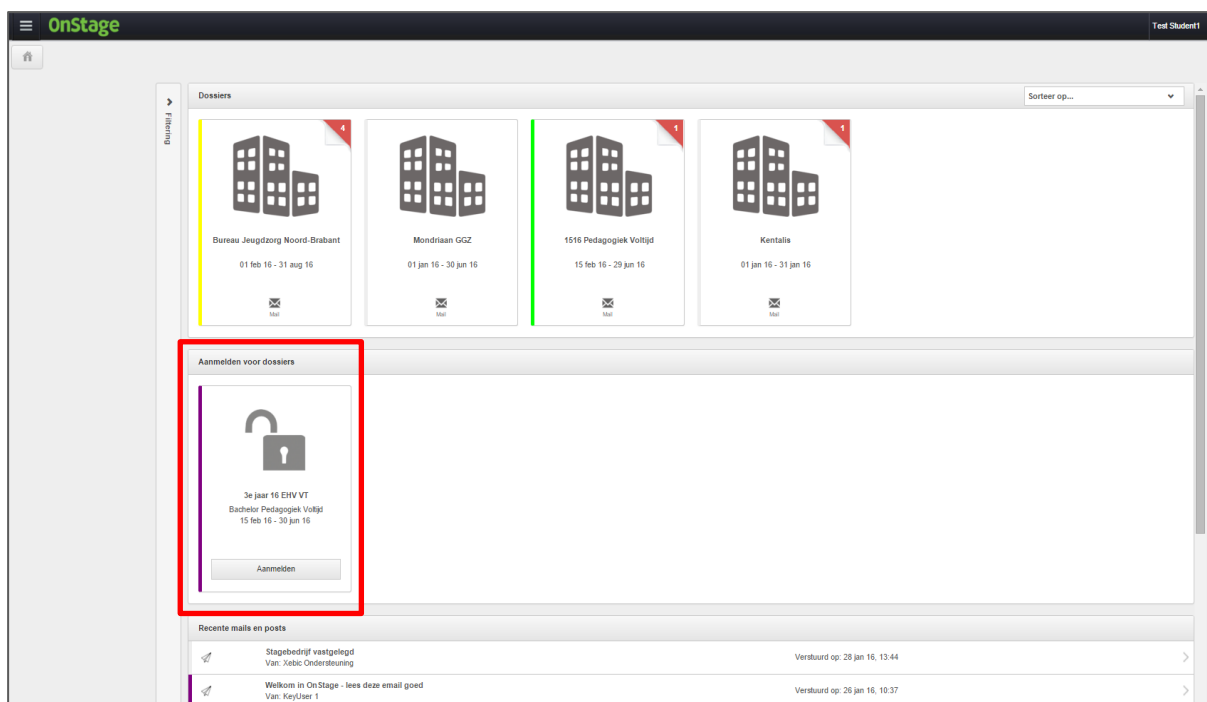 OnStage
Test Student1
Filtering
Dossiers
Sorteer op...
4
Bureau Jeugdzorg Noord-Brabant
01 feb 16 - 31 aug 16
Mail
Mondriaan GGZ
01 jan 16 - 30 jun 16
Mail
1
1516 Pedagogiek Voltijd
15 feb 16 - 29 jun 16
Mail
1
Kentalis
01 jan 16 - 31 jan 16
Mail
Aanmelden voor dossiers
3e jaar 16 EHV VT
Bachelor Pedagogiek Voltijd
15 feb 16 - 30 jun 16
Aanmelden
Recente mails en posts
Stagebedrijf vastgelegd
Van: Xebic Ondersteuning
Verstuurd op: 28 jan 16, 13:44
Welkom in OnStage - lees deze email goed
Van: KeyUser 1
Verstuurd op: 26 jan 16, 10:37